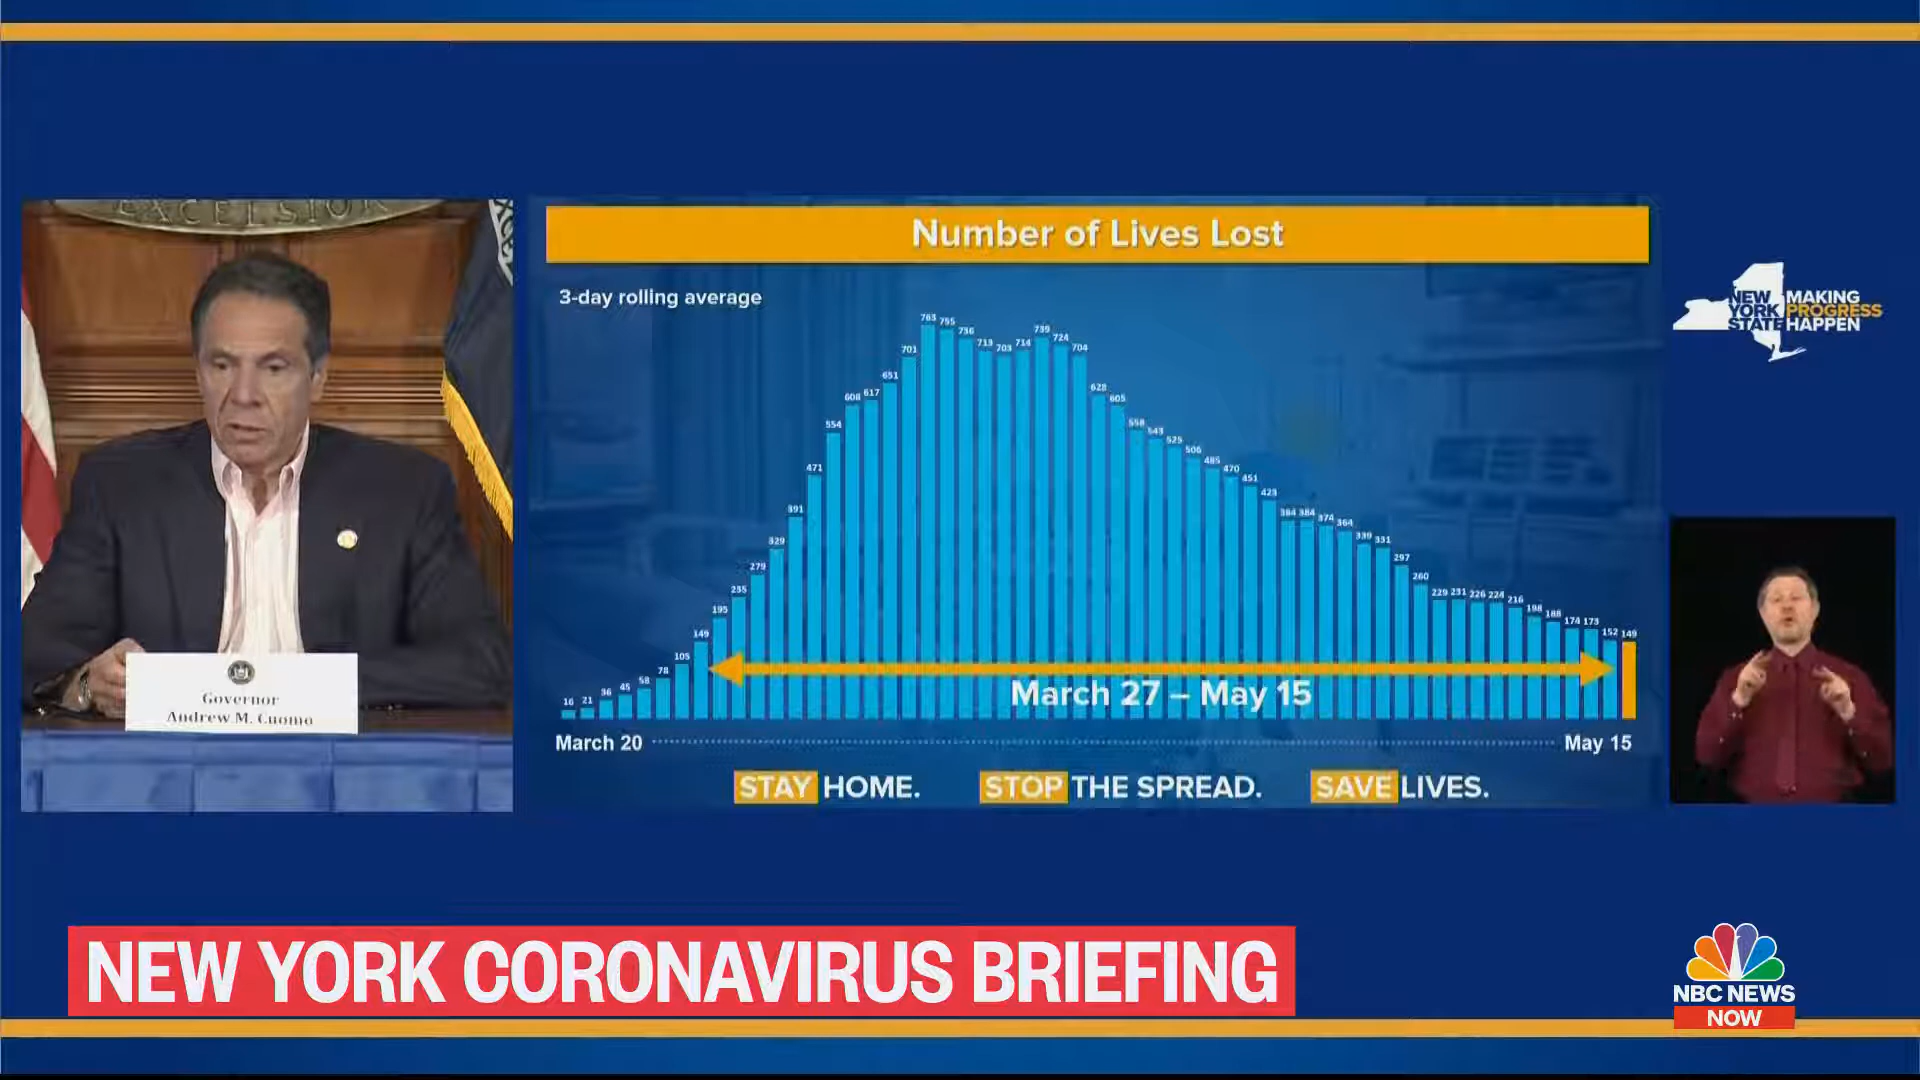 EXCELSIOR
Number of Lives Lost
3-day rolling average
16 21 36 45 58 78 105 149 195 235 279 329 391 471 554 608 617 651 701 763 755 736 713 703 714 739 724 704 628 605 558 543 525 506 485 470 451 423 384 384 374 364 339 331 297 260 229 231 226 224 216 198 188 174 173 152 149
March 27 – May 15
March 20
May 15
STAY HOME. STOP THE SPREAD. SAVE LIVES.
Governor
Andrew M. Cuomo
NEW YORK STATE
MAKING
PROGRESS
HAPPEN
NEW YORK CORONAVIRUS BRIEFING
NBC NEWS
NOW